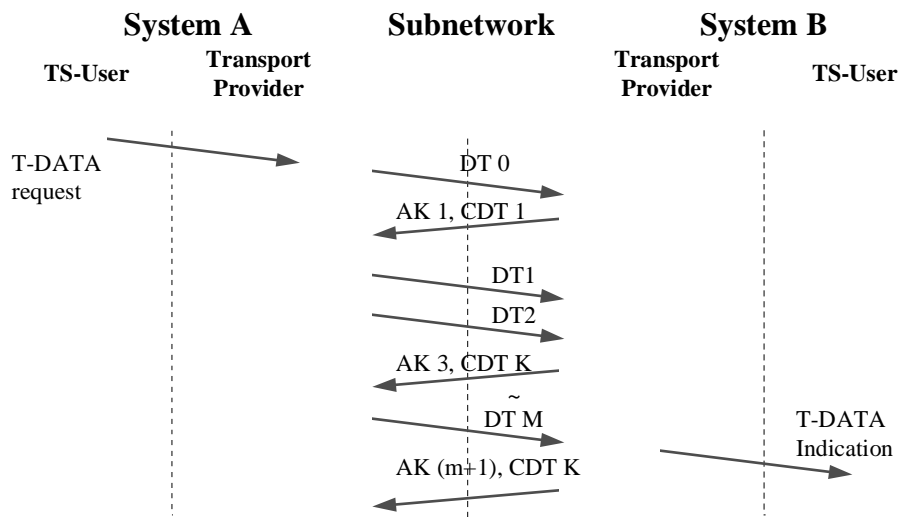 System A
Subnetwork
System B
TS-User
Transport
Provider
Transport
Provider
TS-User
T-DATA
request
DT 0
AK 1, CDT 1
DT1
DT2
AK 3, CDT K
~
DT M
T-DATA
Indication
AK (m+1), CDT K